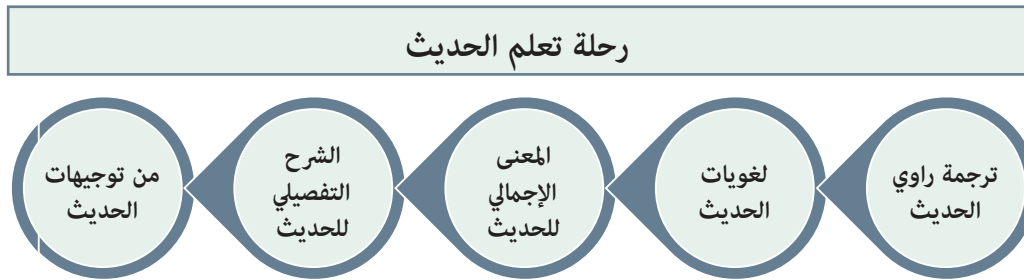 رحلة تعلم الحديث
ترجمة راوي
الحديث
لغويات
الحديث
المعنى
الإجمالي
للحديث
الشرح
التفصيلي
للحديث
من توجيهات
الحديث